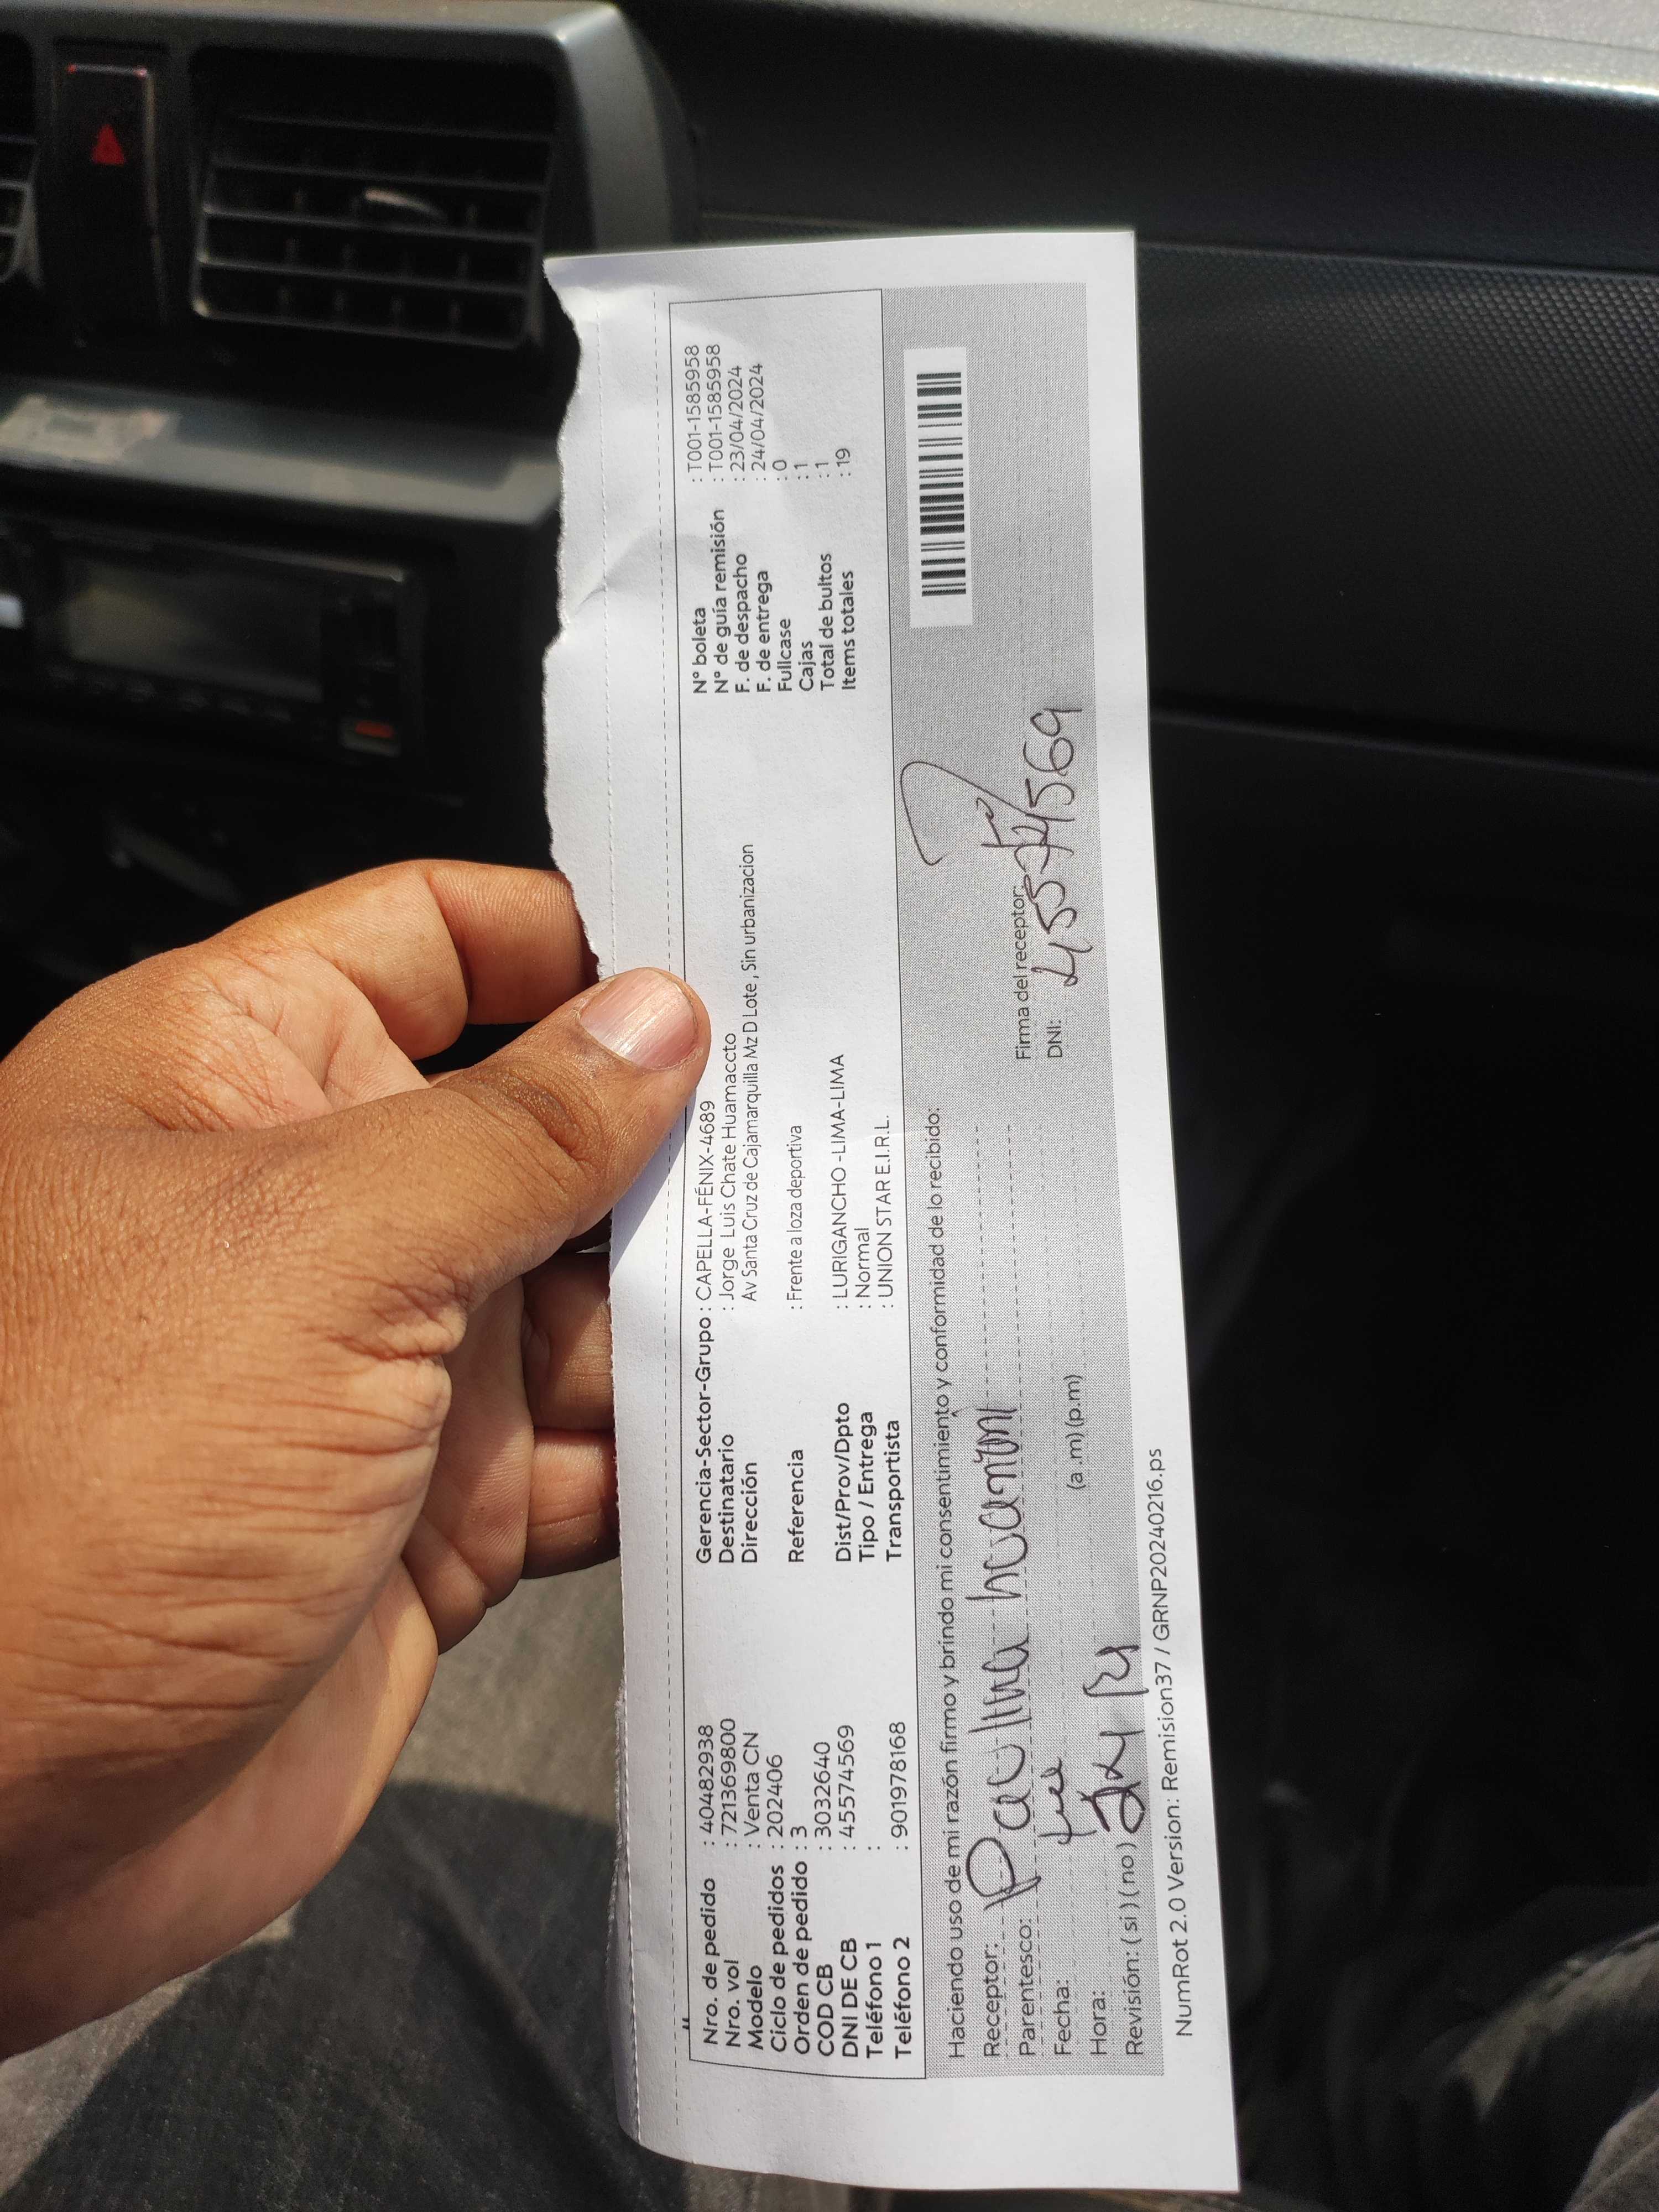 Nro. de pedido : 40482938
Nro. vol : 721369800
Modelo : Venta CN
Ciclo de pedidos : 202406
Orden de pedido : 3
COD CB : 3032640
DNI DE CB : 45574569
Teléfono 1 :
Teléfono 2 : 901978168
Gerencia-Sector-Grupo : CAPELLA-FÉNIX-4689
Destinatario : Jorge Luis Chate Huamaccto
Dirección Av Santa Cruz de Cajamarquilla Mz D Lote , Sin urbanizacion
Referencia : Frente a loza deportiva
Dist/Prov/Dpto : LURIGANCHO -LIMA-LIMA
Tipo / Entrega : Normal
Transportista : UNION STAR E.I.R.L.
N° boleta : T001-1585958
N° de guía remisión : T001-1585958
F. de despacho : 23/04/2024
F. de entrega : 24/04/2024
Fullcase : 0
Cajas : 1
Total de bultos : 1
Items totales : 19
Haciendo uso de mi razón firmo y brindo mi consentimiento y conformidad de lo recibido:
Receptor: Paulina
Parentesco:
Fecha:
Hora: (a .m) (p.m)
Revisión: ( si ) ( no )
Firma del receptor:
DNI: 45574569
NumRot 2.0 Version: Remision37 / GRNP20240216.ps